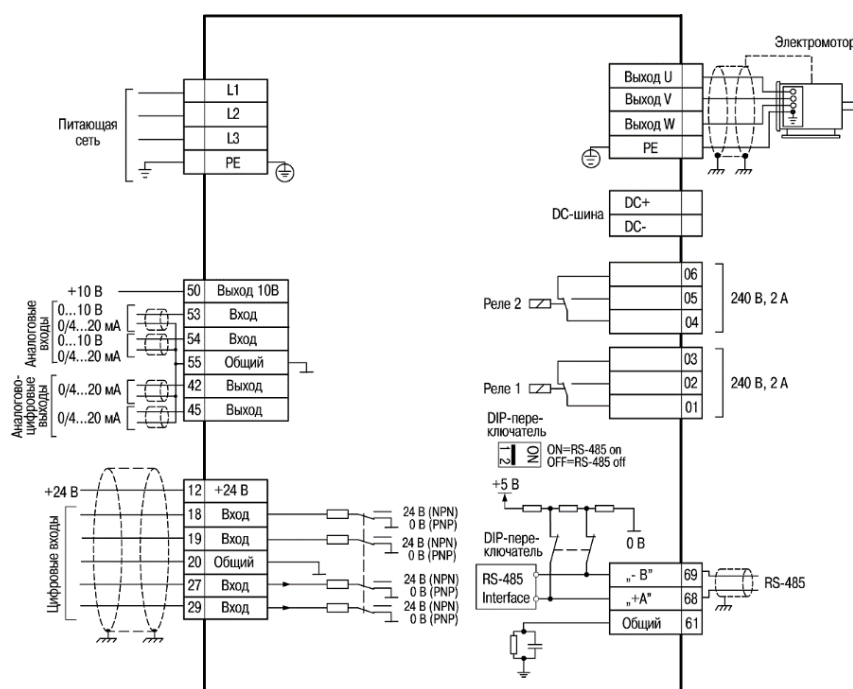 Электромотор
L1
L2
L3
PE
Питающая
сеть
Выход U
Выход V
Выход W
PE
DC-шина
DC+
DC-
Реле 2
06
05
04
240 В, 2 А
Реле 1
03
02
01
240 В, 2 А
+10 В
50 Выход 10В
Аналоговые
входы
0...10 В
0/4...20 мА
53 Вход
0...10 В
0/4...20 мА
54 Вход
55 Общий
Аналогово-
цифровые
выходы
0/4...20 мА
42 Выход
0/4...20 мА
45 Выход
+24 В
12 +24 В
Цифровые входы
18 Вход
24 В (NPN)
0 В (PNP)
19 Вход
24 В (NPN)
0 В (PNP)
20 Общий
27 Вход
24 В (NPN)
0 В (PNP)
29 Вход
24 В (NPN)
0 В (PNP)
DIP-пере-
ключатель
1 2
ON
ON=RS-485 on
OFF=RS-485 off
+5 В
0 В
DIP-пере-
ключатель
RS-485
Interface
„- B” 69
„+A” 68
Общий 61
RS-485